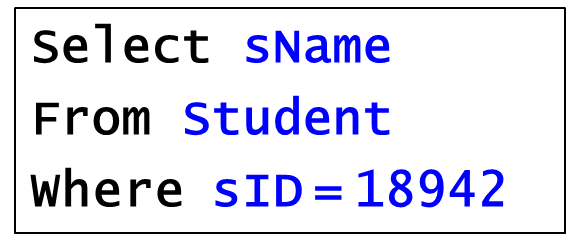 Select sName
From Student
Where sID = 18942